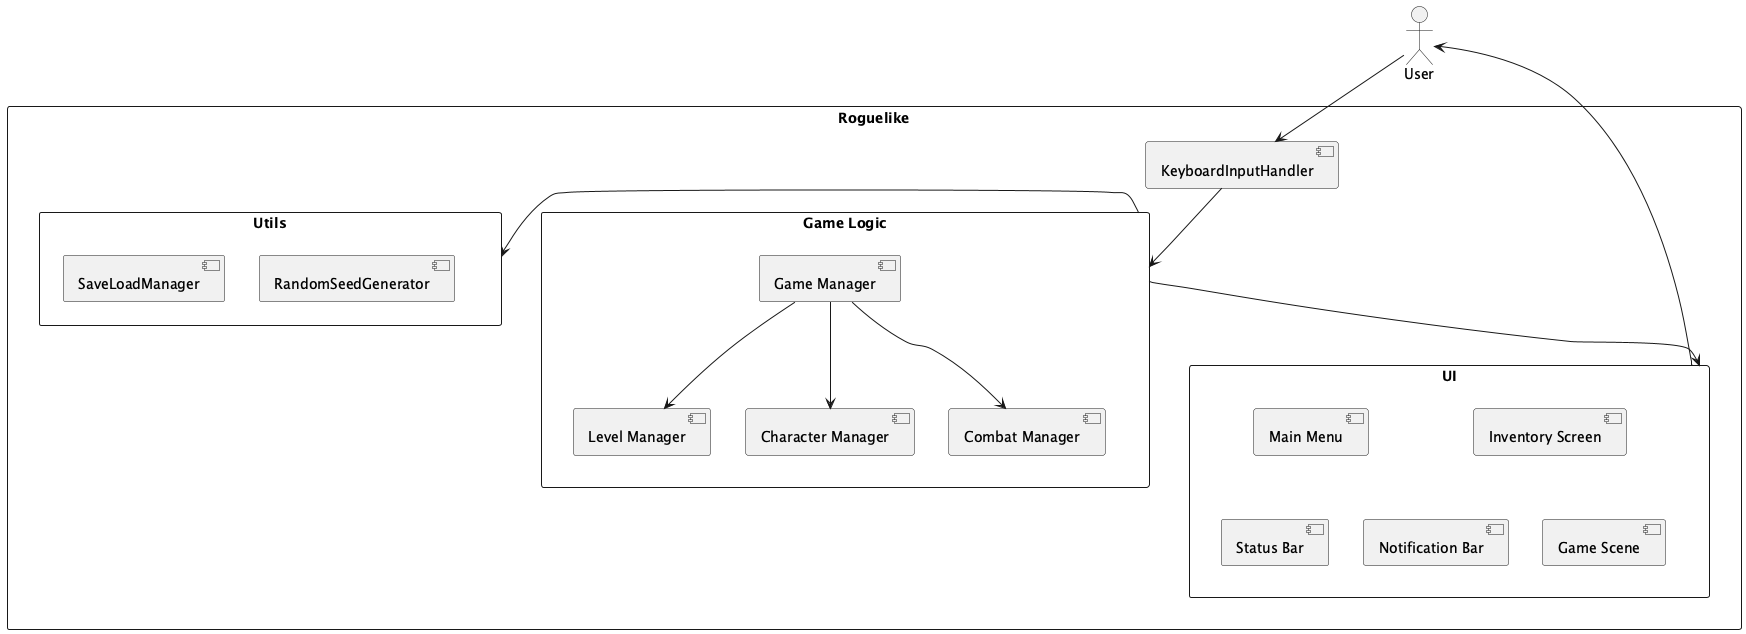 User
Roguelike
KeyboardInputHandler
Utils
Game Logic
SaveLoadManager
RandomSeedGenerator
Game Manager
UI
Level Manager
Character Manager
Combat Manager
Main Menu
Inventory Screen
Status Bar
Notification Bar
Game Scene